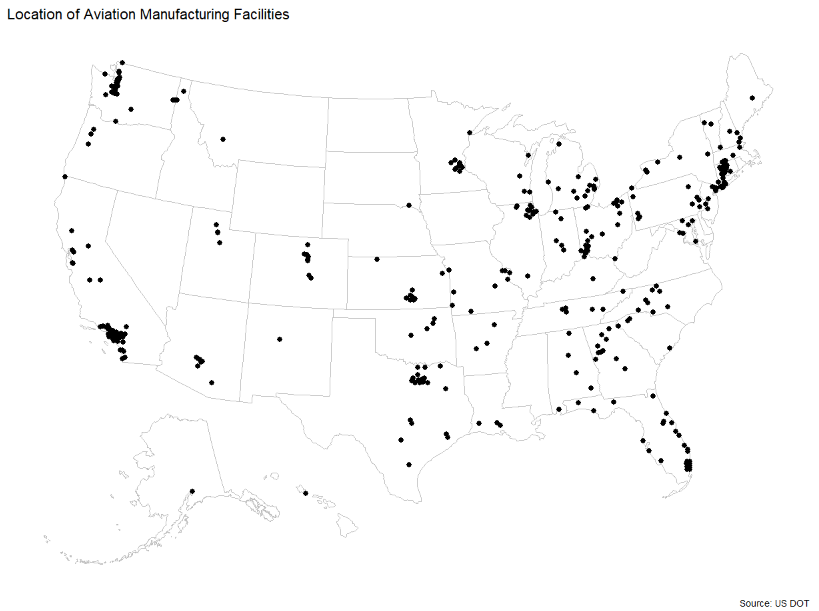 Location of Aviation Manufacturing Facilities
Source: US DOT